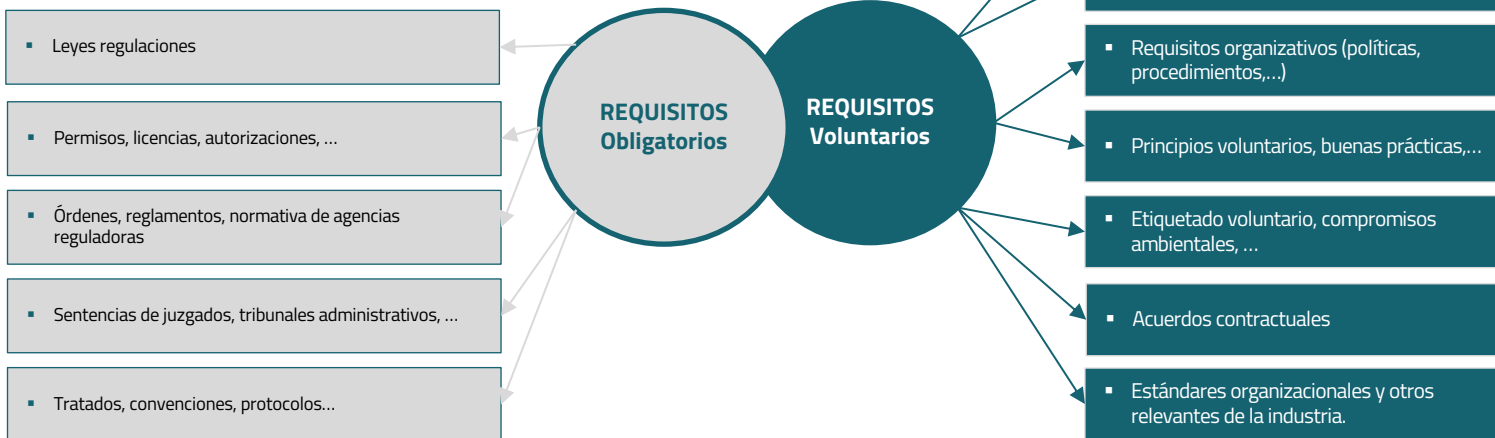 ▪ Leyes regulaciones
▪ Permisos, licencias, autorizaciones, …
▪ Órdenes, reglamentos, normativa de agencias
reguladoras
▪ Sentencias de juzgados, tribunales administrativos, …
▪ Tratados, convenciones, protocolos…
REQUISITOS
Obligatorios
REQUISITOS
Voluntarios
▪ Requisitos organizativos (políticas,
procedimientos,…)
▪ Principios voluntarios, buenas prácticas,…
▪ Etiquetado voluntario, compromisos
ambientales, …
▪ Acuerdos contractuales
▪ Estándares organizacionales y otros
relevantes de la industria.